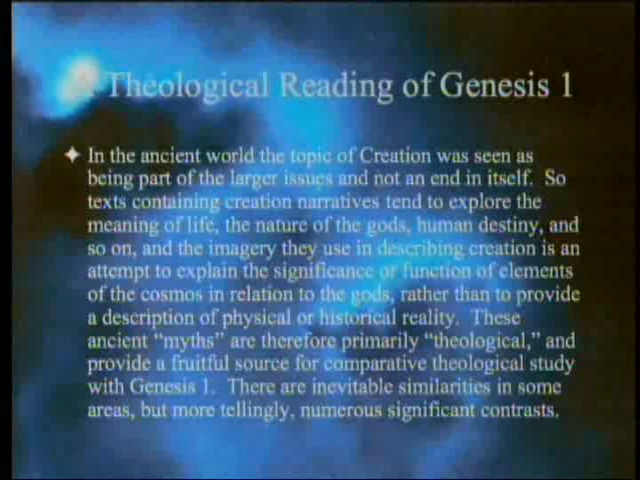 A Theological Reading of Genesis 1
In the ancient world the topic of Creation was seen as
being part of the larger issues and not an end in itself. So
texts containing creation narratives tend to explore the
meaning of life, the nature of the gods, human destiny, and
so on, and the imagery they use in describing creation is an
attempt to explain the significance or function of elements
of the cosmos in relation to the gods, rather than to provide
a description of physical or historical reality. These
ancient “myths” are therefore primarily “theological,” and
provide a fruitful source for comparative theological study
with Genesis 1. There are inevitable similarities in some
areas, but more tellingly, numerous significant contrasts.